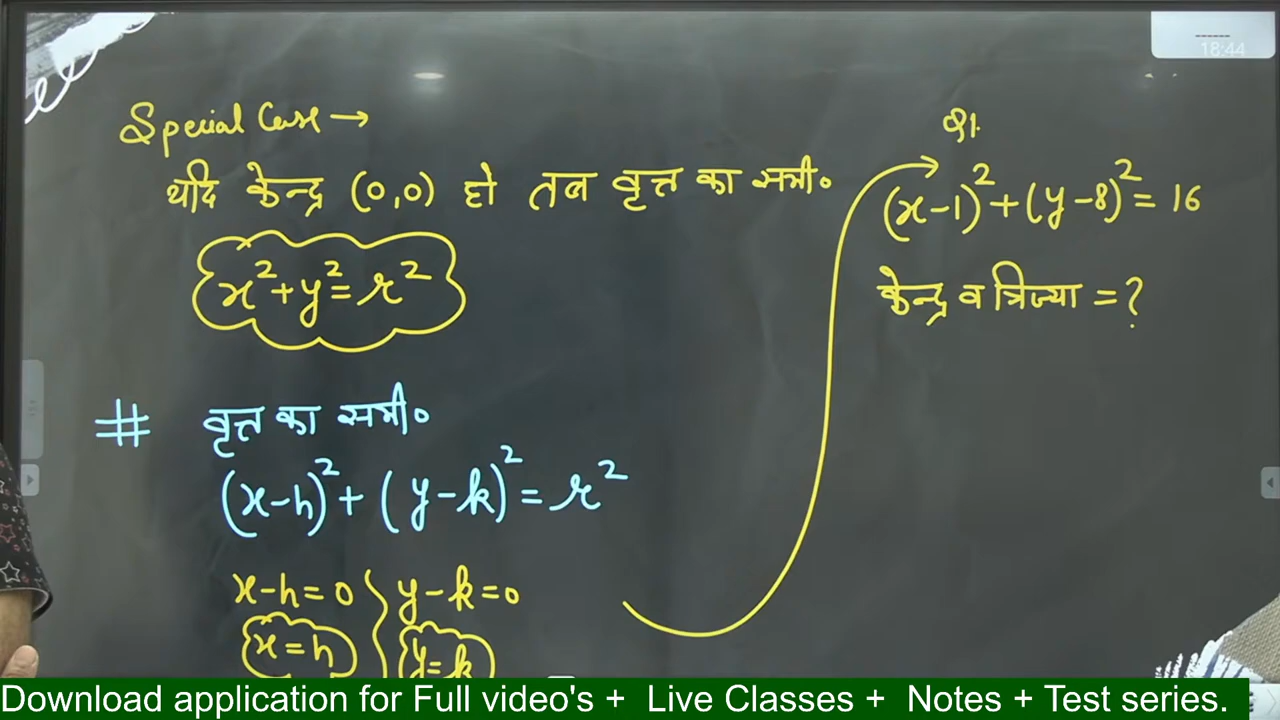 18:44
Special Case →
यदि केन्द्र (0,0) हो तब वृत्त का समी०
x²+y²=r²
# वृत्त का समी०
(x-h)²+(y-k)²=r²
x-h=0 y-k=0
x=h y=k
Q1.
(x-1)²+(y-8)²=16
केन्द्र व त्रिज्या =?
Download application for Full video's + Live Classes + Notes + Test series.